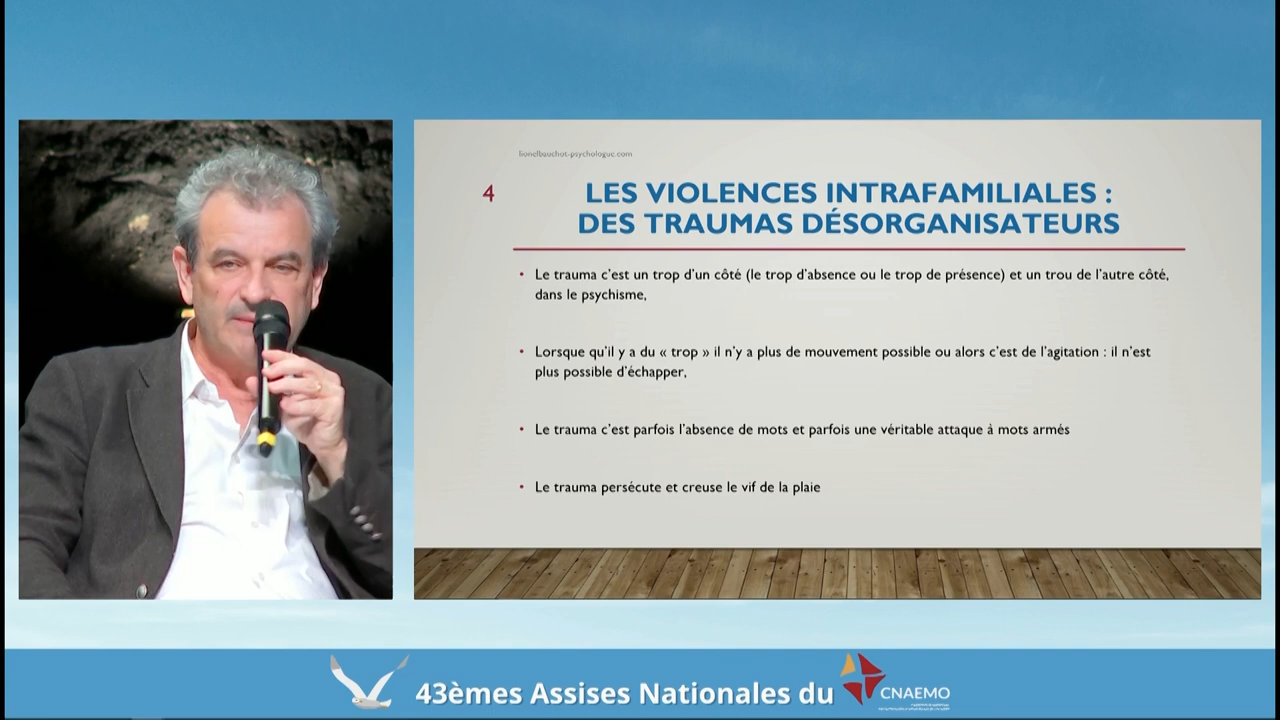 lionelbauchot-psychologue.com
4
LES VIOLENCES INTRAFAMILIALES :
DES TRAUMAS DÉSORGANISATEURS
• Le trauma c'est un trop d'un côté (le trop d'absence ou le trop de présence) et un trou de l'autre côté,
dans le psychisme,
• Lorsque qu'il y a du « trop » il n'y a plus de mouvement possible ou alors c'est de l'agitation : il n'est
plus possible d'échapper,
• Le trauma c'est parfois l'absence de mots et parfois une véritable attaque à mots armés
• Le trauma persécute et creuse le vif de la plaie
43èmes Assises Nationales du
CNAEMO